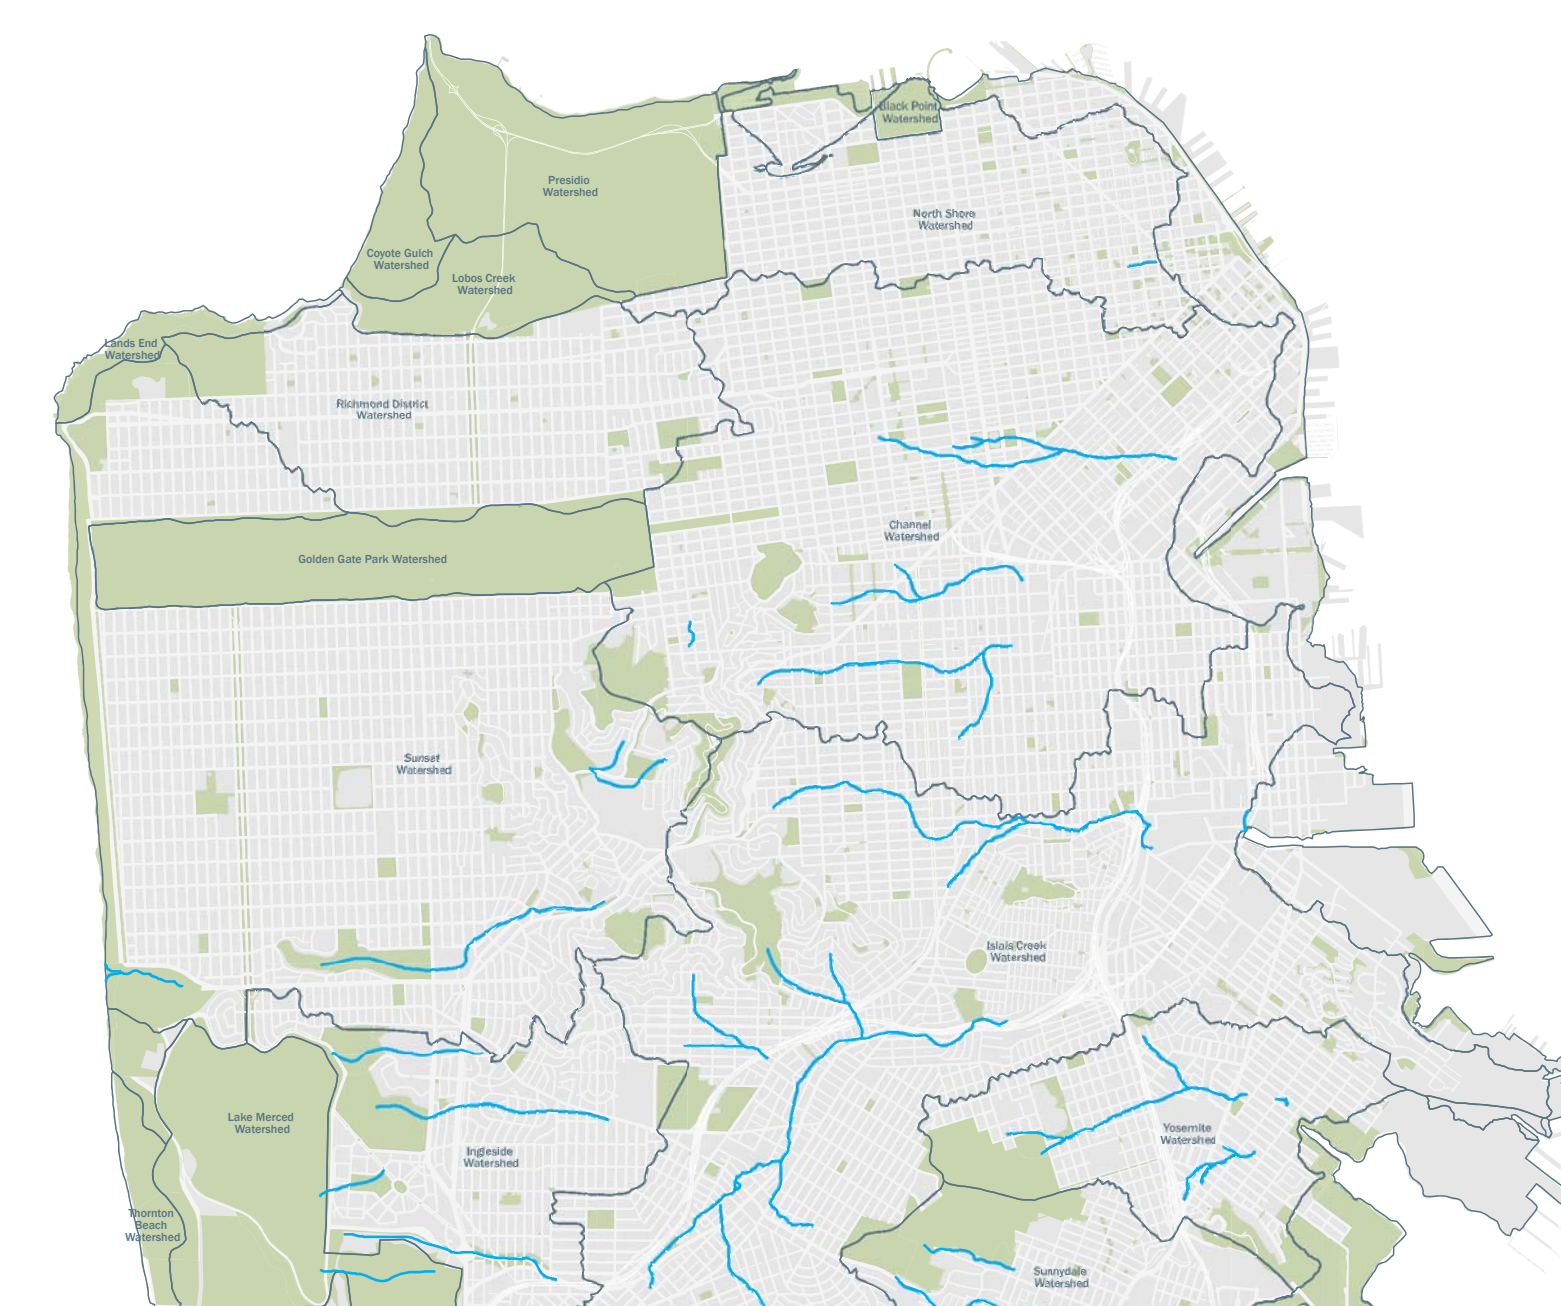 Black Point
Watershed
Presidio
Watershed
North Shore
Watershed
Coyote Gulch
Watershed
Lobos Creek
Watershed
Lands End
Watershed
Richmond District
Watershed
Channel
Watershed
Golden Gate Park Watershed
Sunset
Watershed
Islais Creek
Watershed
Lake Merced
Watershed
Yosemite
Watershed
Ingleside
Watershed
Thornton
Beach
Watershed
Sunnydale
Watershed